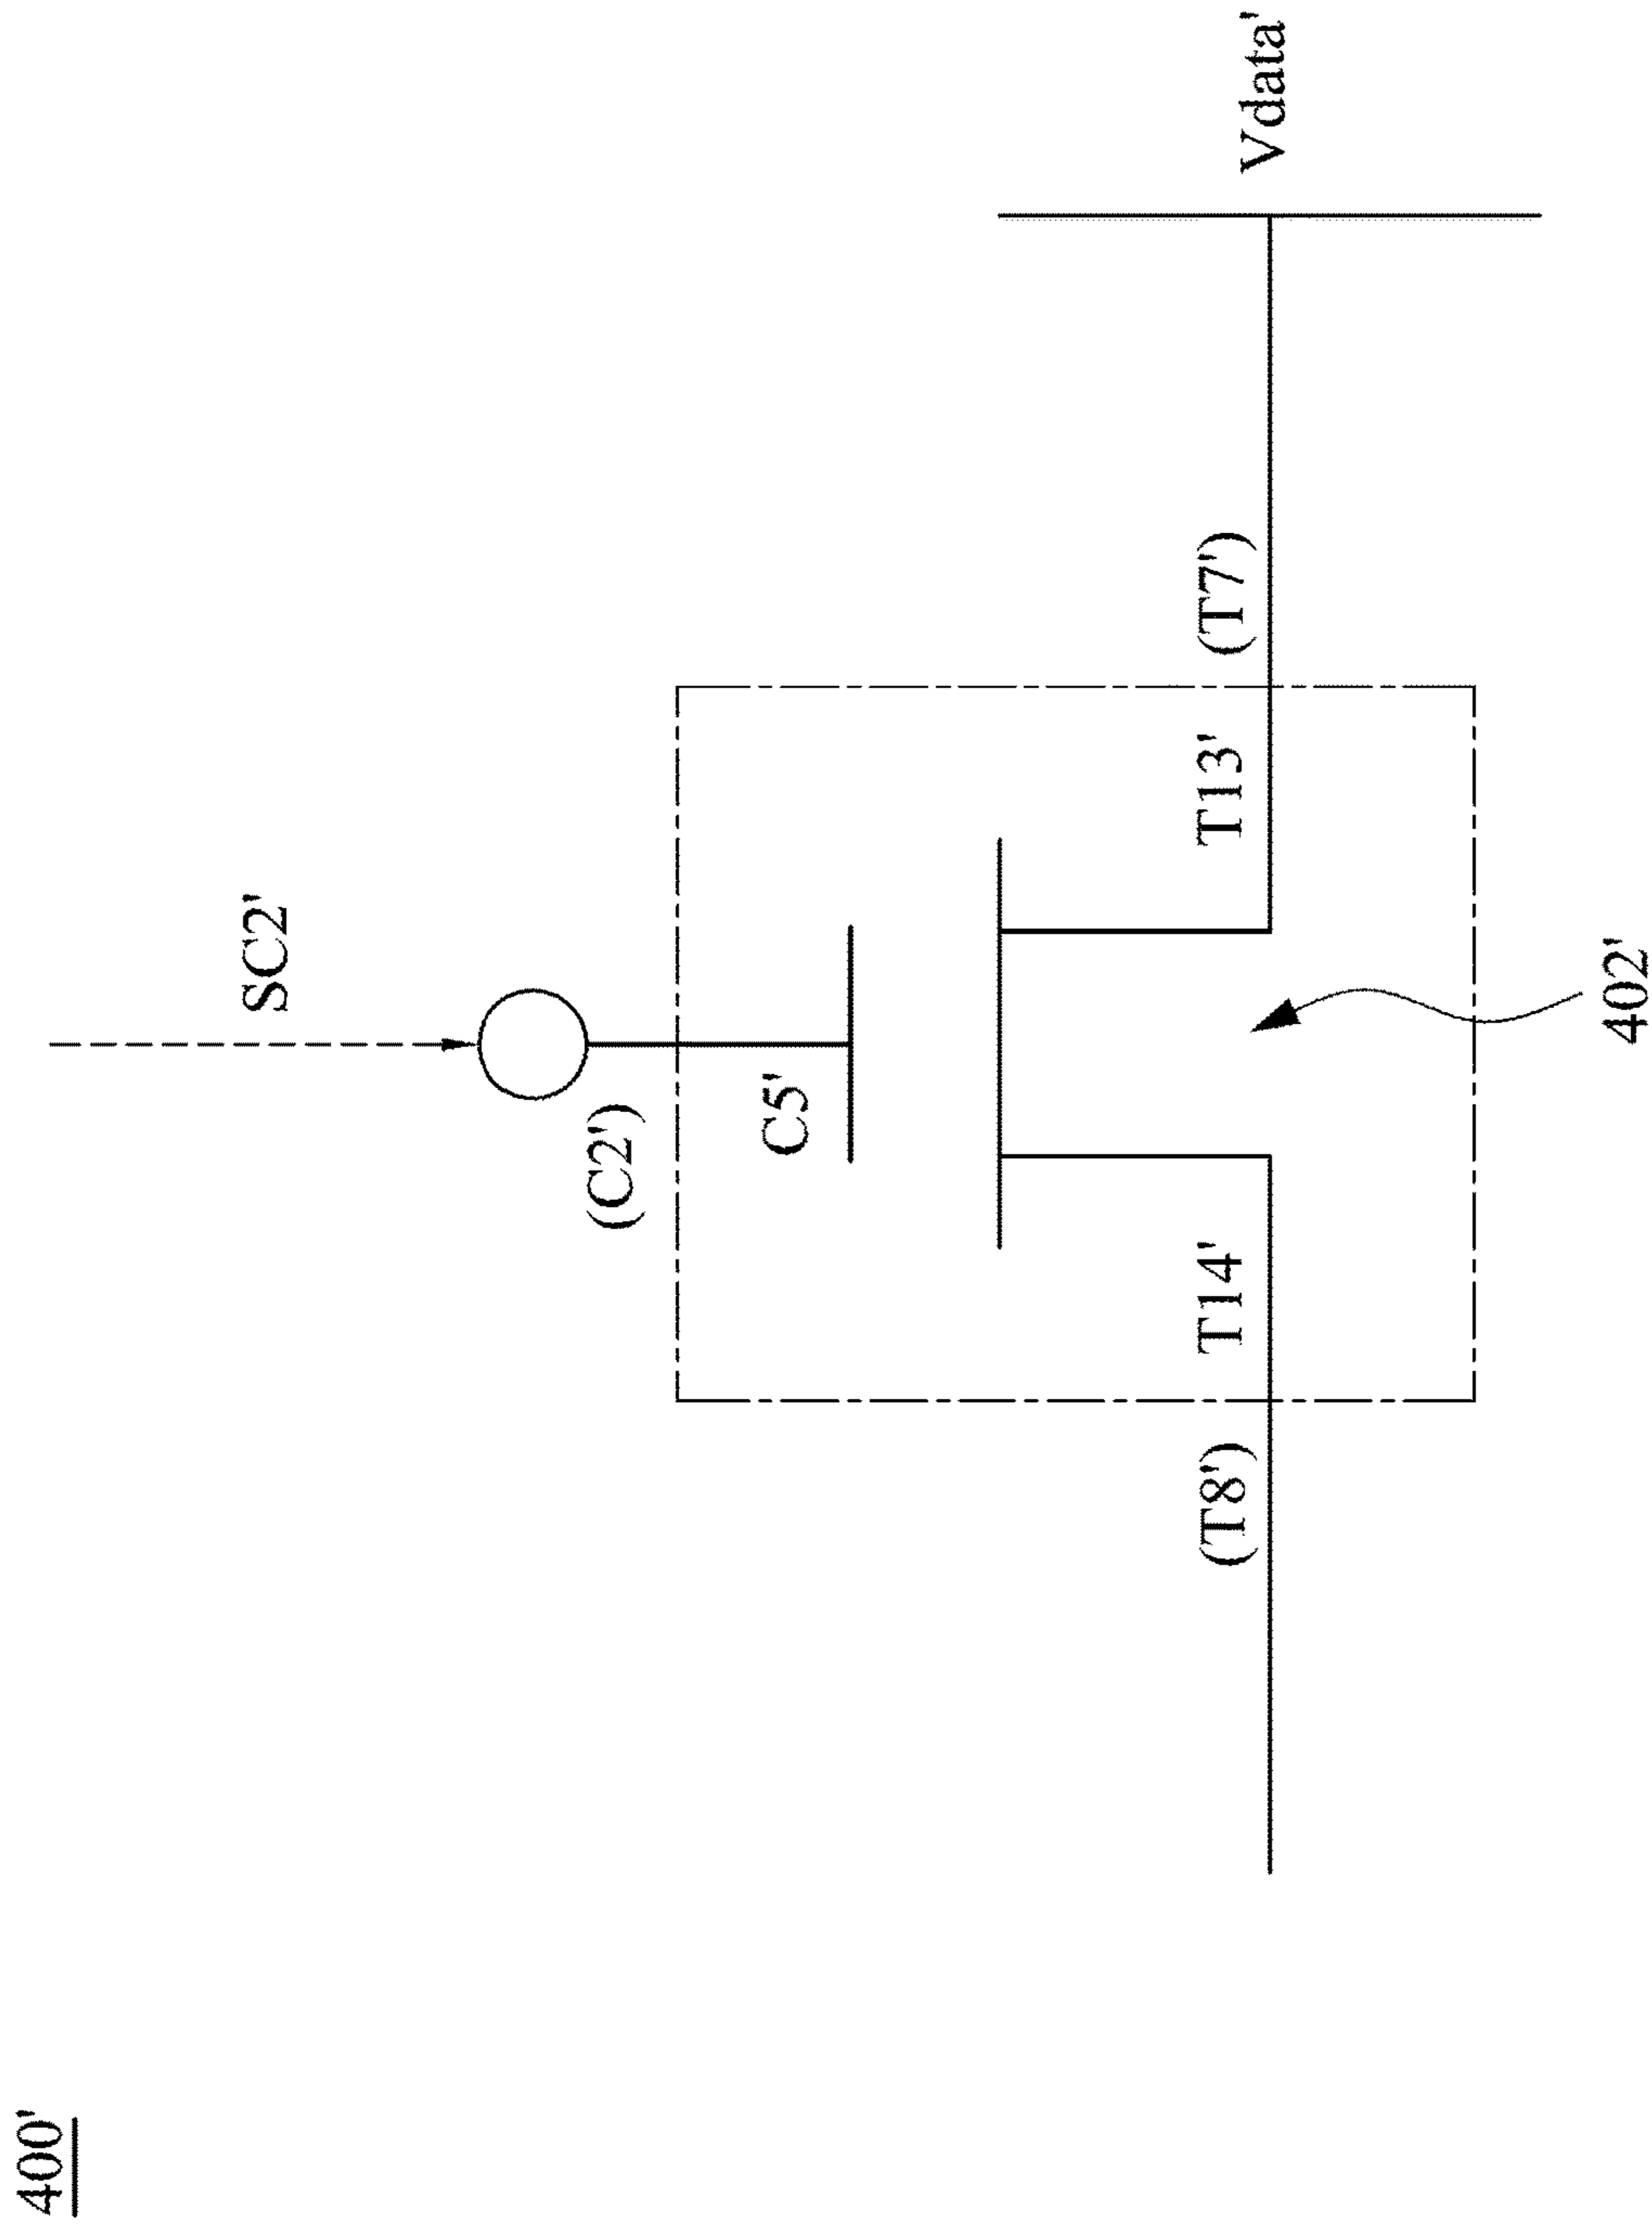 400'
SC2'
(C2')
C5'
(T8')
T14'
T13'
(T7')
Vdata'
402'